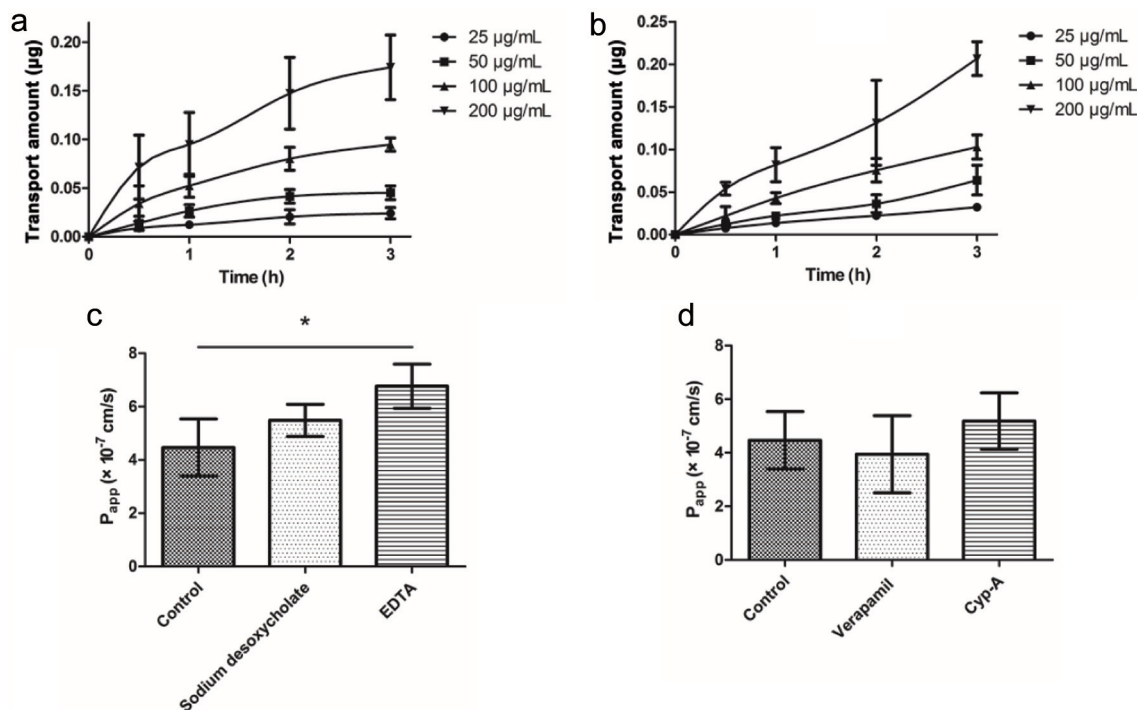 a
Transport amount (µg)
0.20
0.15
0.10
0.05
0.00
0
1
2
3
Time (h)
25 µg/mL
50 µg/mL
100 µg/mL
200 µg/mL
b
Transport amount (µg)
0.25
0.20
0.15
0.10
0.05
0.00
0
1
2
3
Time (h)
25 µg/mL
50 µg/mL
100 µg/mL
200 µg/mL
c
*
Papp (× 10-7 cm/s)
8
6
4
2
0
Control
Sodium desoxycholate
EDTA
d
Papp (× 10-7 cm/s)
8
6
4
2
0
Control
Verapamil
Cyp-A